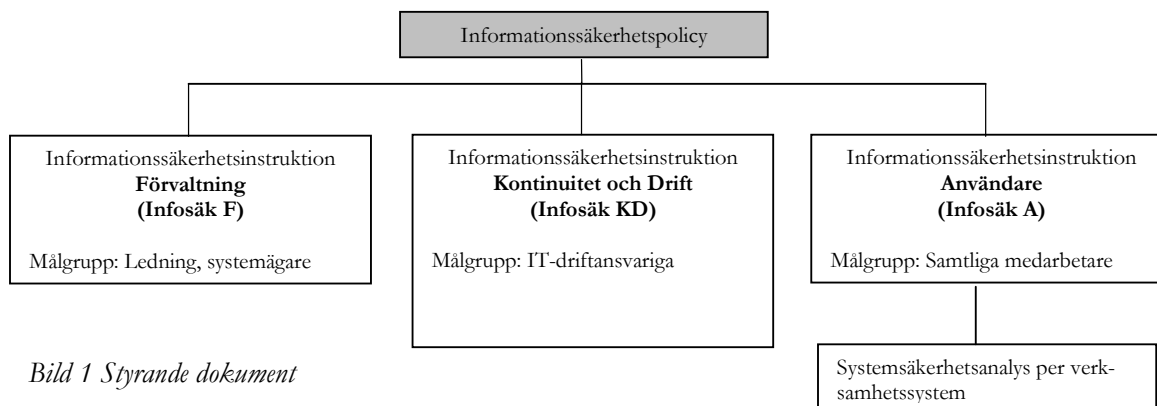 Informationssäkerhetspolicy
Informationssäkerhetsinstruktion
Förvaltning
(Infosäk F)
Målgrupp: Ledning, systemägare
Informationssäkerhetsinstruktion
Kontinuitet och Drift
(Infosäk KD)
Målgrupp: IT-driftansvariga
Informationssäkerhetsinstruktion
Användare
(Infosäk A)
Målgrupp: Samtliga medarbetare
Systemsäkerhetsanalys per verk-
samhetssystem
Bild 1 Styrande dokument